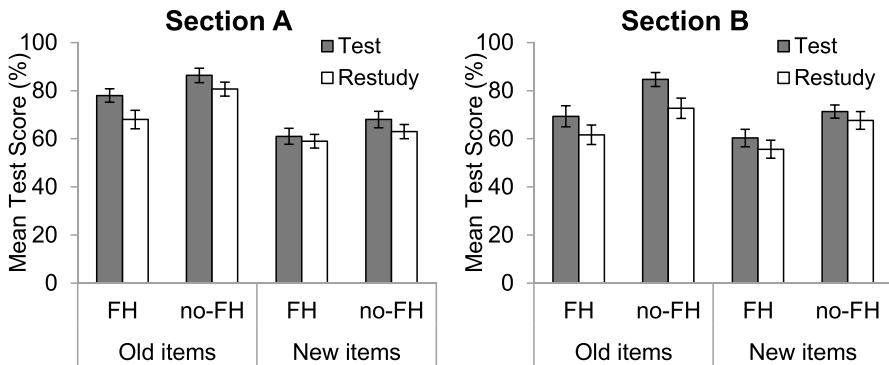 Section A
Mean Test Score (%)
100
80
60
40
20
0
Test
Restudy
FH no-FH FH no-FH
Old items New items
Section B
Mean Test Score (%)
100
80
60
40
20
0
Test
Restudy
FH no-FH FH no-FH
Old items New items